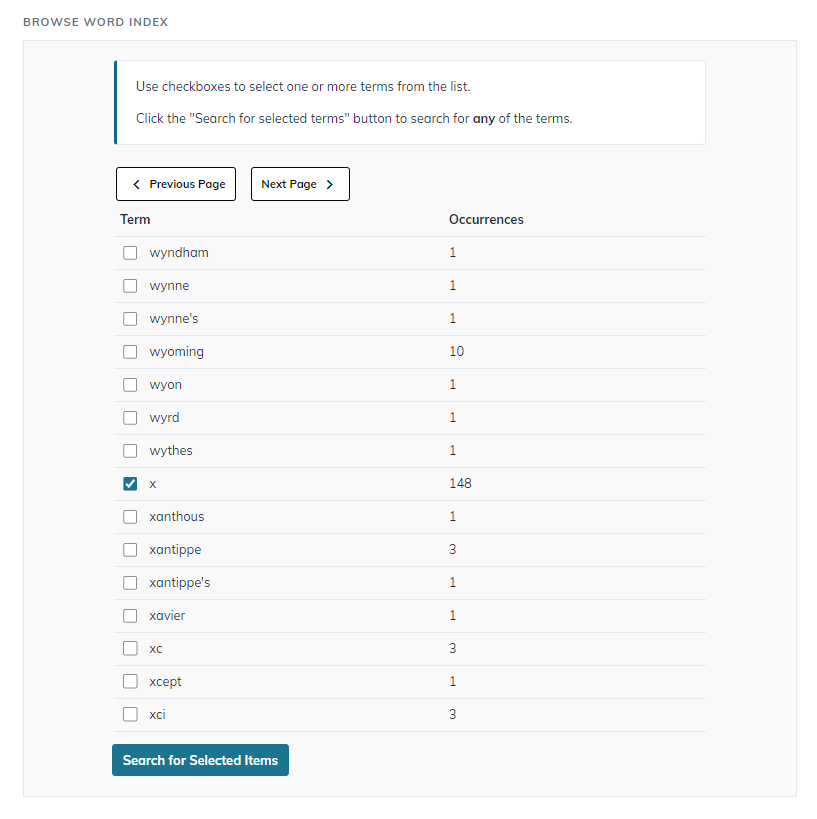 BROWSE WORD INDEX
Use checkboxes to select one or more terms from the list.
Click the "Search for selected terms" button to search for any of the terms.
Previous Page Next Page
Term Occurrences
wyndham 1
wynne 1
wynne's 1
wyoming 10
wyon 1
wyrd 1
wythes 1
x 148
xanthous 1
xantippe 3
xantippe's 1
xavier 1
xc 3
xcept 1
xci 3
Search for Selected Items